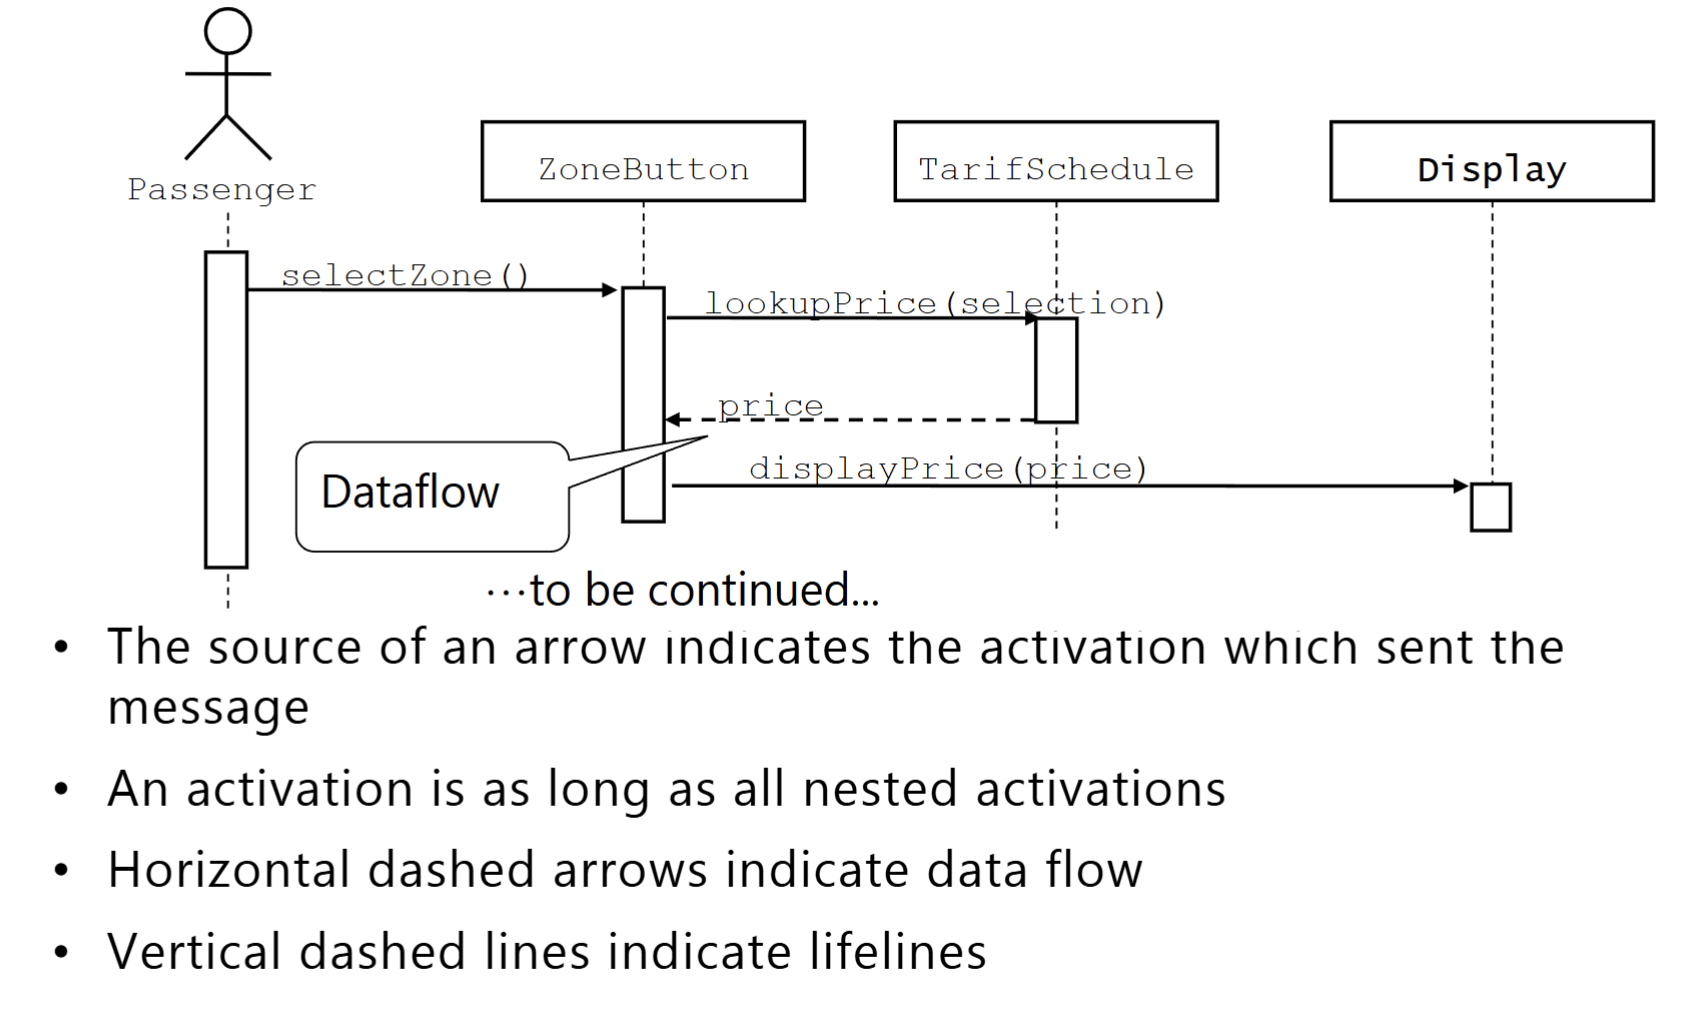 Passenger
ZoneButton
TarifSchedule
Display
selectZone()
lookupPrice(selection)
price
Dataflow
displayPrice(price)
…to be continued...
• The source of an arrow indicates the activation which sent the
message
• An activation is as long as all nested activations
• Horizontal dashed arrows indicate data flow
• Vertical dashed lines indicate lifelines